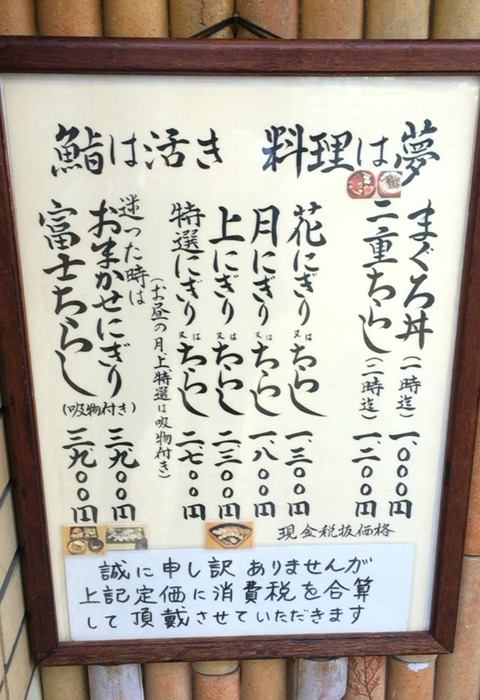 鮨は活き　料理は夢
まぐろ丼（一時迄）一、〇〇〇円
二重ちらし（二時迄）一、二〇〇円
花にぎり又はちらし一、三〇〇円
月にぎり又はちらし一、八〇〇円
上にぎり又はちらし二三〇〇円
特選にぎり又はちらし二七〇〇円
（お昼の月上、特選は吸物付き）
迷った時は
おまかせにぎり三九〇〇円
富士ちらし（吸物付き）三九〇〇円
現金税抜価格
誠に申し訳ありませんが
上記定価に消費税を合算
して頂戴させていただきます